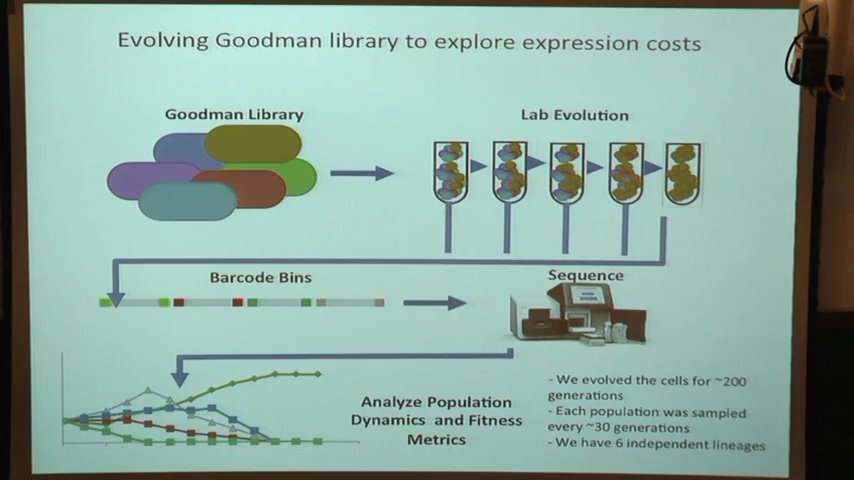 Evolving Goodman library to explore expression costs
Goodman Library
Lab Evolution
Barcode Bins
Sequence
Analyze Population
Dynamics and Fitness
Metrics
- We evolved the cells for ~200
generations
- Each population was sampled
every ~30 generations
- We have 6 independent lineages